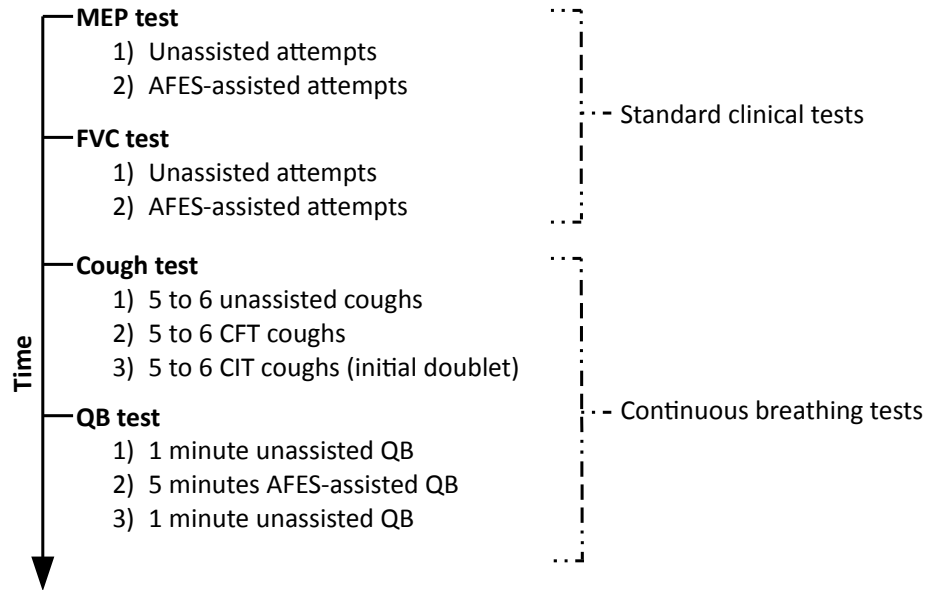 MEP test
1) Unassisted attempts
2) AFES-assisted attempts
FVC test
1) Unassisted attempts
2) AFES-assisted attempts
Standard clinical tests
Cough test
1) 5 to 6 unassisted coughs
2) 5 to 6 CFT coughs
3) 5 to 6 CIT coughs (initial doublet)
QB test
1) 1 minute unassisted QB
2) 5 minutes AFES-assisted QB
3) 1 minute unassisted QB
Continuous breathing tests
Time